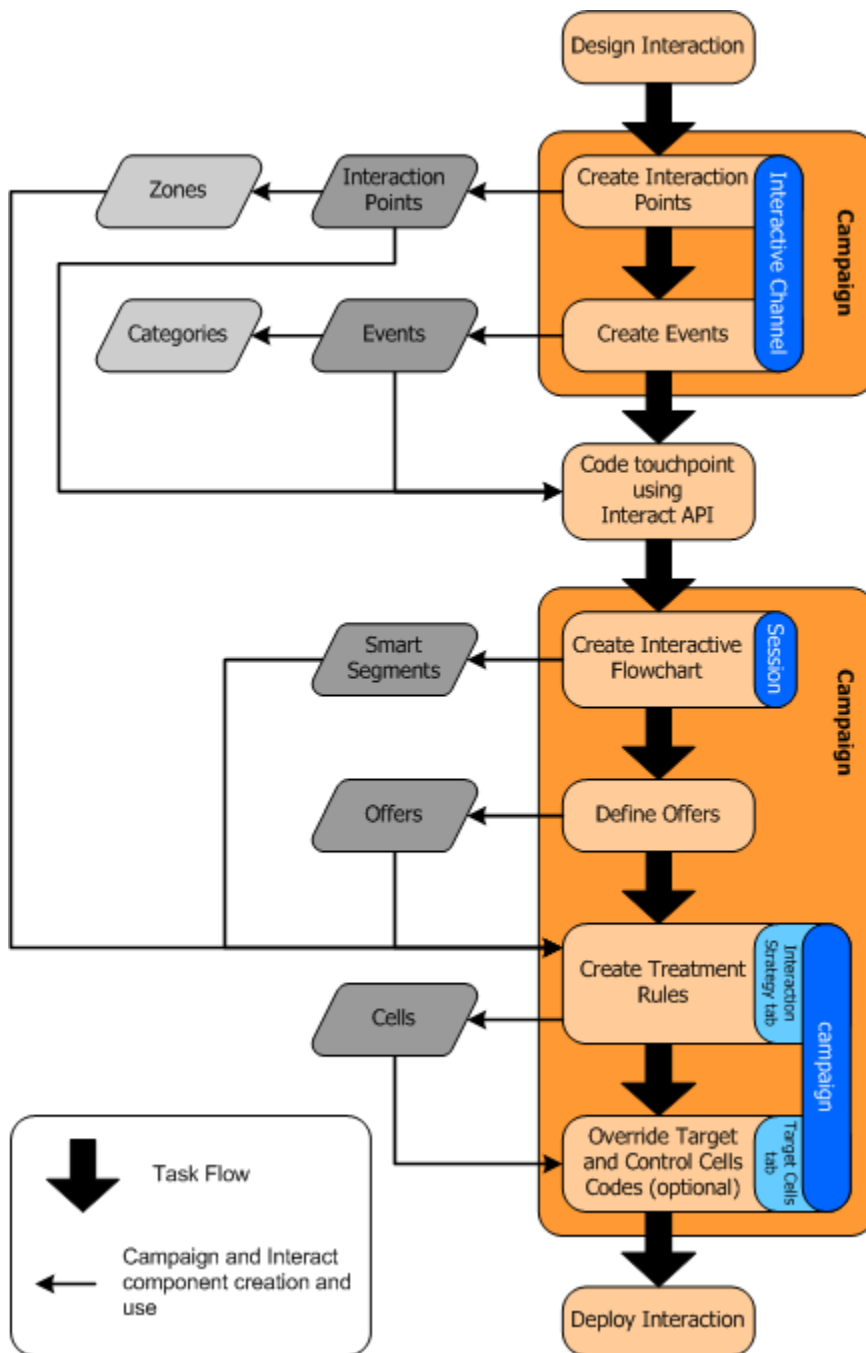 Design Interaction
Zones
Interaction
Points
Create Interaction
Points
Interactive Channel
Campaign
Categories
Events
Create Events
Code touchpoint
using
Interact API
Smart
Segments
Create Interactive
Flowchart
Session
Campaign
Offers
Define Offers
Create Treatment
Rules
Interaction
Strategy tab
campaign
Cells
Override Target
and Control Cells
Codes (optional)
Target Cells
tab
Task Flow
Campaign and Interact
component creation and
use
Deploy Interaction